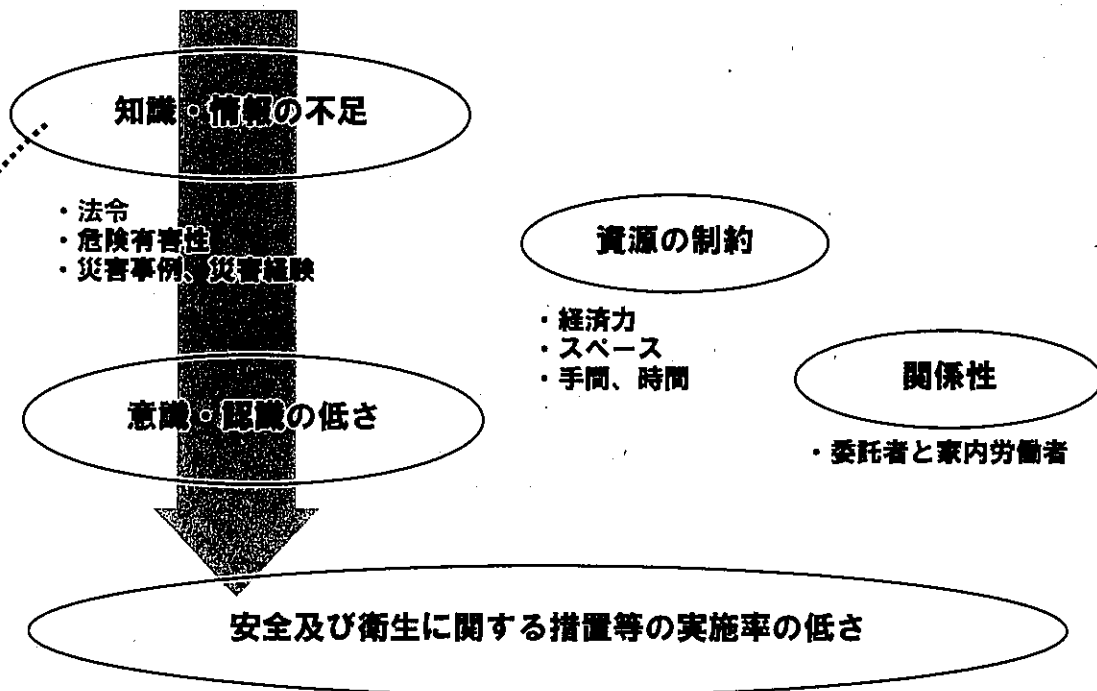 知識・情報の不足
・法令
・危険有害性
・災害事例、災害経験
資源の制約
・経済力
・スペース
・手間、時間
関係性
・委託者と家内労働者
意識・認識の低さ
安全及び衛生に関する措置等の実施率の低さ